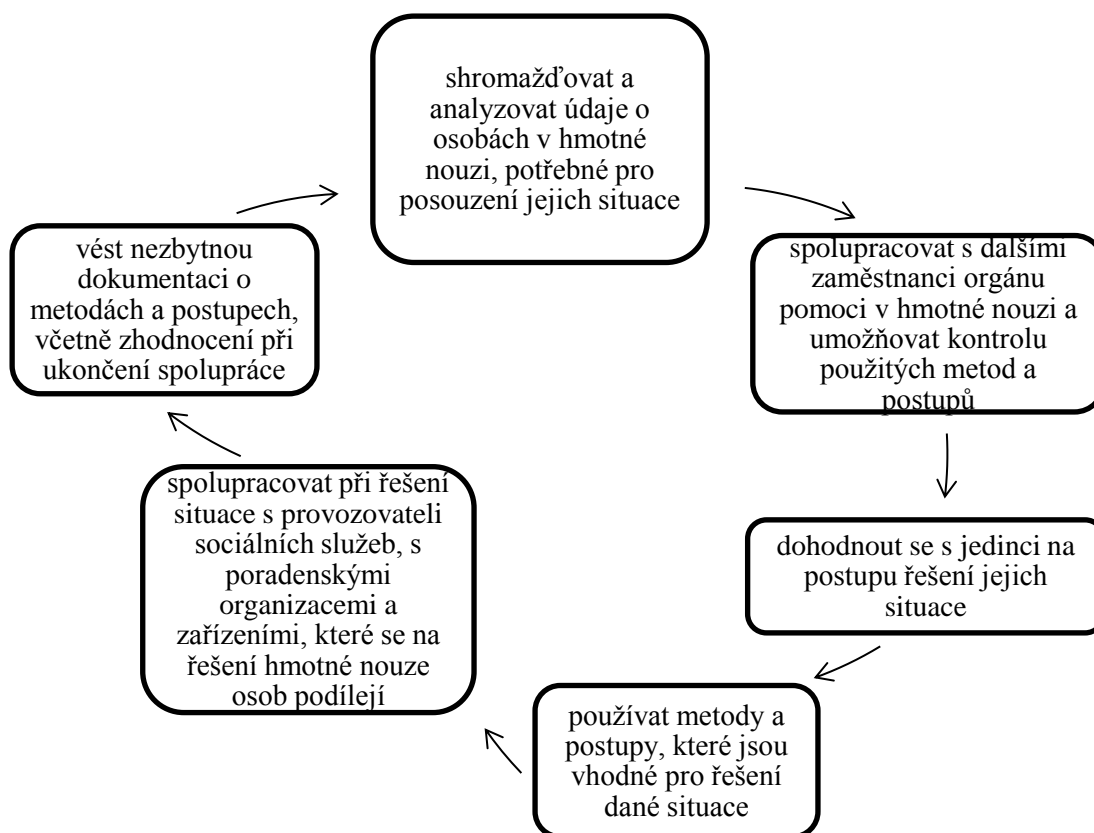 shromažďovat a
analyzovat údaje o
osobách v hmotné
nouzi, potřebné pro
posouzení jejich situace
spolupracovat s dalšími
zaměstnanci orgánu
pomoci v hmotné nouzi a
umožňovat kontrolu
použitých metod a
postupů
dohodnout se s jedinci na
postupu řešení jejich
situace
používat metody a
postupy, které jsou
vhodné pro řešení
dané situace
spolupracovat při řešení
situace s provozovateli
sociálních služeb, s
poradenskými
organizacemi a
zařízeními, které se na
řešení hmotné nouze
osob podílejí
vést nezbytnou
dokumentaci o
metodách a postupech,
včetně zhodnocení při
ukončení spolupráce